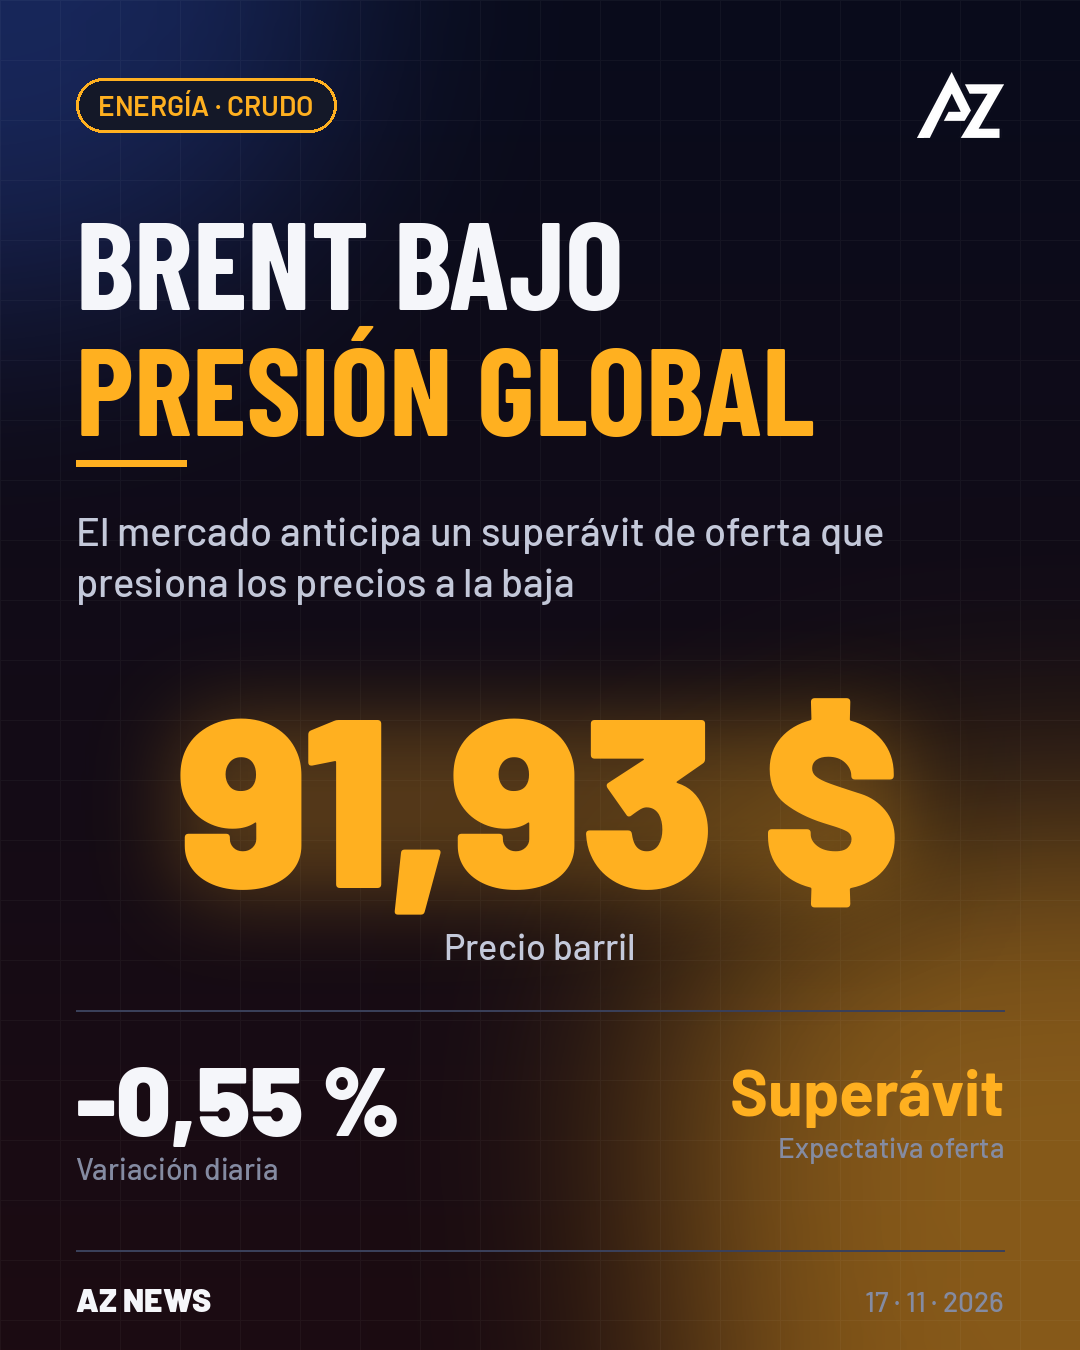 ENERGÍA · CRUDO
AZ
BRENT BAJO
PRESIÓN GLOBAL
El mercado anticipa un superávit de oferta que
presiona los precios a la baja
91,93 $
Precio barril
-0,55 %
Variación diaria
Superávit
Expectativa oferta
AZ NEWS
17 · 11 · 2026